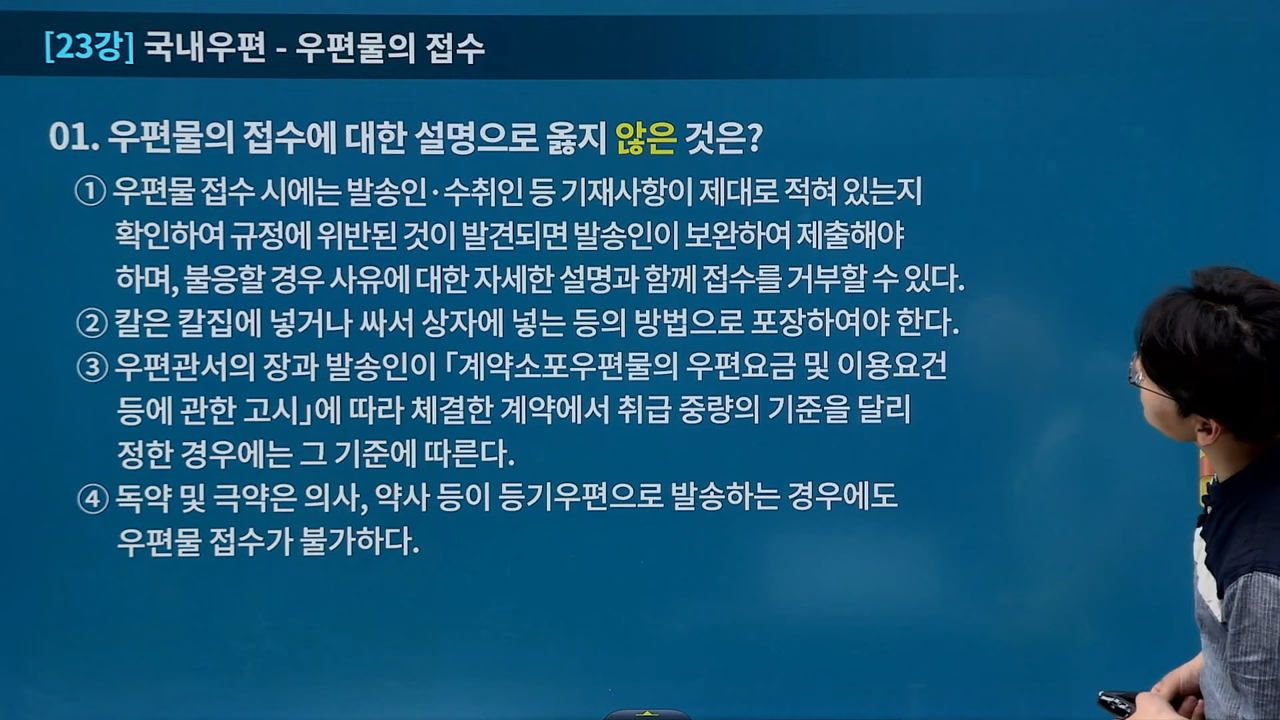 [23강] 국내우편 - 우편물의 접수
01. 우편물의 접수에 대한 설명으로 옳지 않은 것은?
① 우편물 접수 시에는 발송인·수취인 등 기재사항이 제대로 적혀 있는지
확인하여 규정에 위반된 것이 발견되면 발송인이 보완하여 제출해야
하며, 불응할 경우 사유에 대한 자세한 설명과 함께 접수를 거부할 수 있다.
② 칼은 칼집에 넣거나 싸서 상자에 넣는 등의 방법으로 포장하여야 한다.
③ 우편관서의 장과 발송인이 「계약소포우편물의 우편요금 및 이용요건
등에 관한 고시」에 따라 체결한 계약에서 취급 중량의 기준을 달리
정한 경우에는 그 기준에 따른다.
④ 독약 및 극약은 의사, 약사 등이 등기우편으로 발송하는 경우에도
우편물 접수가 불가하다.